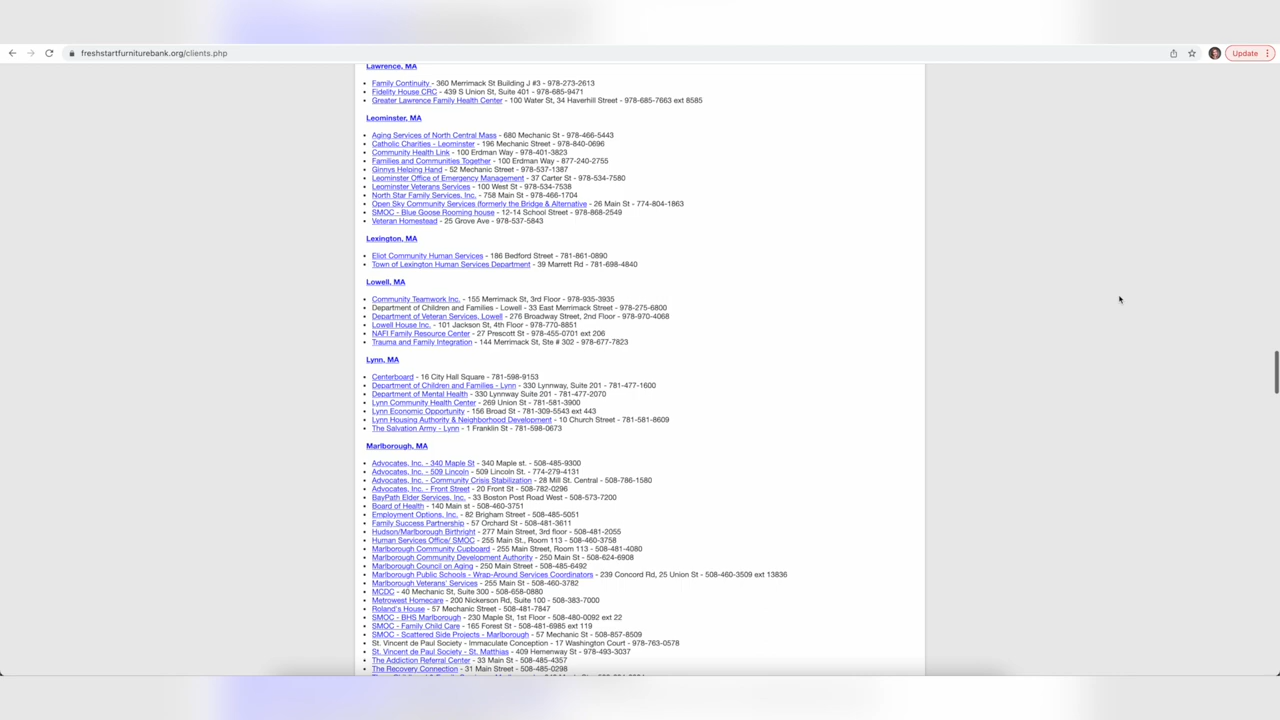 freshstartfurniturebank.org/clients.php
Update
Lawrence, MA
Family Continuity - 360 Merrimack St Building J #3 - 978-273-2613
Fidelity House CRC - 439 S Union St, Suite 401 - 978-685-9471
Greater Lawrence Family Health Center - 100 Water St, 34 Haverhill Street - 978-685-7663 ext 8585
Leominster, MA
Aging Services of North Central Mass - 680 Mechanic St - 978-466-5443
Catholic Charities - Leominster - 196 Mechanic Street - 978-840-0696
Community Health Link - 100 Erdman Way - 978-401-3823
Families and Communities Together - 100 Erdman Way - 877-240-2755
Ginnys Helping Hand - 52 Mechanic Street - 978-537-1387
Leominster Office of Emergency Management - 37 Carter St - 978-534-7580
Leominster Veterans Services - 100 West St - 978-534-7538
North Star Family Services, Inc. - 758 Main St - 978-466-1704
Open Sky Community Services (formerly the Bridge & Alternative - 26 Main St - 774-804-1863
SMOC - Blue Goose Rooming house - 12-14 School Street - 978-868-2549
Veteran Homestead - 25 Grove Ave - 978-537-5843
Lexington, MA
Eliot Community Human Services - 186 Bedford Street - 781-861-0890
Town of Lexington Human Services Department - 39 Marrett Rd - 781-698-4840
Lowell, MA
Community Teamwork Inc. - 155 Merrimack St, 3rd Floor - 978-935-3935
Department of Children and Families - Lowell - 33 East Merrimack Street - 978-275-6800
Department of Veteran Services, Lowell - 276 Broadway Street, 2nd Floor - 978-970-4068
Lowell House Inc. - 101 Jackson St, 4th Floor - 978-770-8851
NAFI Family Resource Center - 27 Prescott St - 978-455-0701 ext 206
Trauma and Family Integration - 144 Merrimack St, Ste # 302 - 978-677-7823
Lynn, MA
Centerboard - 16 City Hall Square - 781-598-9153
Department of Children and Families - Lynn - 330 Lynnway, Suite 201 - 781-477-1600
Department of Mental Health - 330 Lynnway Suite 201 - 781-477-2070
Lynn Community Health Center - 269 Union St - 781-581-3900
Lynn Economic Opportunity - 156 Broad St - 781-309-5543 ext 443
Lynn Housing Authority & Neighborhood Development - 10 Church Street - 781-581-8609
The Salvation Army - Lynn - 1 Franklin St - 781-598-0673
Marlborough, MA
Advocates, Inc. - 340 Maple St - 340 Maple st. - 508-485-9300
Advocates, Inc. - 509 Lincoln - 509 Lincoln St. - 774-279-4131
Advocates, Inc. - Community Crisis Stabilization - 28 Mill St. Central - 508-786-1580
Advocates, Inc. - Front Street - 20 Front St - 508-782-0296
BayPath Elder Services, Inc. - 33 Boston Post Road West - 508-573-7200
Board of Health - 140 Main st - 508-460-3751
Employment Options, Inc. - 82 Brigham Street - 508-485-5051
Family Success Partnership - 57 Orchard St - 508-481-3611
Hudson/Marlborough Birthright - 277 Main Street, 3rd floor - 508-481-2055
Human Services Office/ SMOC - 255 Main St., Room 113 - 508-460-3758
Marlborough Community Cupboard - 255 Main Street, Room 113 - 508-481-4080
Marlborough Community Development Authority - 250 Main St - 508-624-6908
Marlborough Council on Aging - 250 Main Street - 508-485-6492
Marlborough Public Schools - Wrap-Around Services Coordinators - 239 Concord Rd, 25 Union St - 508-460-3509 ext 13836
Marlborough Veterans' Services - 255 Main St - 508-460-3782
MCDC - 40 Mechanic St, Suite 300 - 508-658-0880
Metrowest Homecare - 200 Nickerson Rd, Suite 100 - 508-383-7000
Roland's House - 57 Mechanic Street - 508-481-7847
SMOC - BHS Marlborough - 230 Maple St, 1st Floor - 508-480-0092 ext 22
SMOC - Family Child Care - 165 Forest St - 508-481-6985 ext 119
SMOC - Scattered Side Projects - Marlborough - 57 Mechanic St - 508-857-8509
St. Vincent de Paul Society - Immaculate Conception - 17 Washington Court - 978-763-0578
St. Vincent de Paul Society - St. Matthias - 409 Hemenway St - 978-493-3037
The Addiction Referral Center - 33 Main St - 508-485-4357
The Recovery Connection - 31 Main Street - 508-485-0298